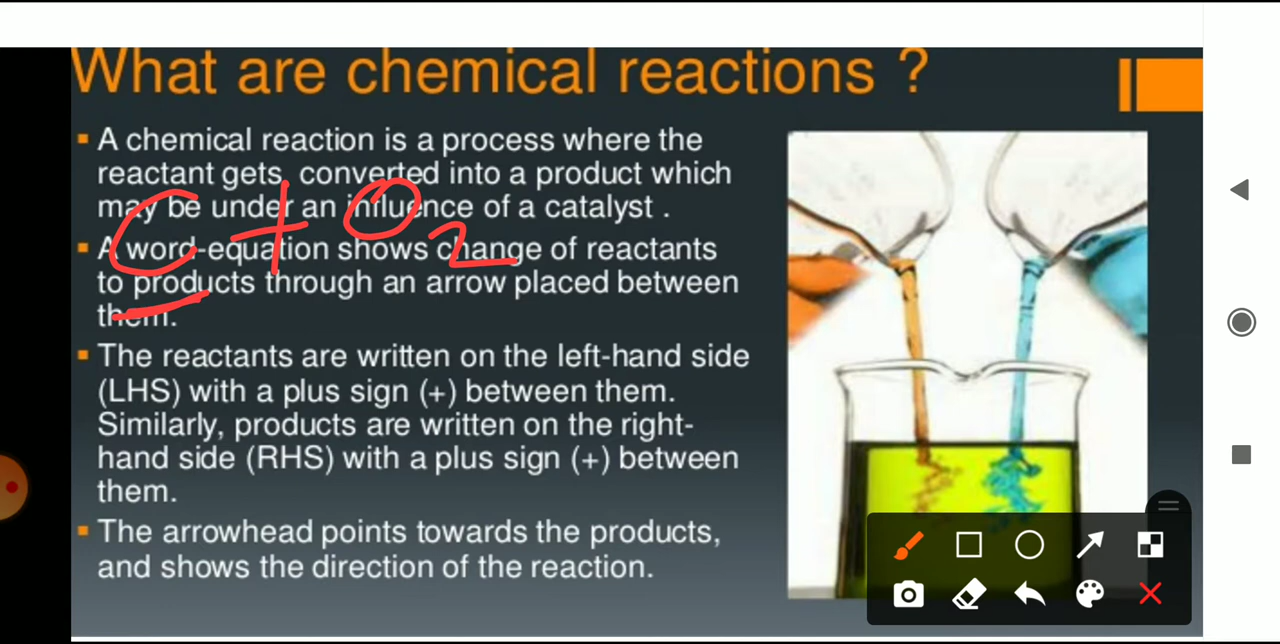 What are chemical reactions ?
A chemical reaction is a process where the
reactant gets, converted into a product which
may be under an influence of a catalyst .
C + O2
A word-equation shows change of reactants
to products through an arrow placed between
them.
The reactants are written on the left-hand side
(LHS) with a plus sign (+) between them.
Similarly, products are written on the right-
hand side (RHS) with a plus sign (+) between
them.
The arrowhead points towards the products,
and shows the direction of the reaction.